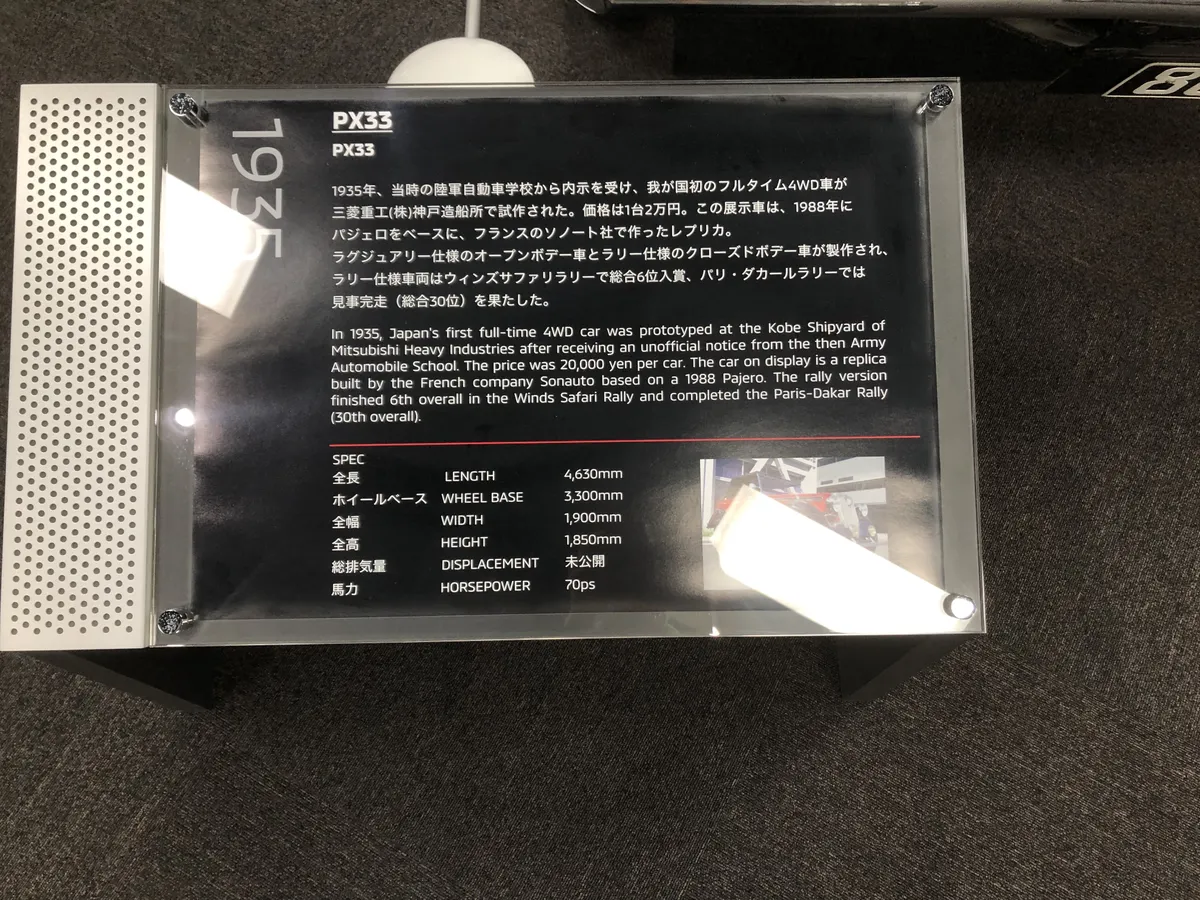 1935
PX33
PX33
1935年、当時の陸軍自動車学校から内示を受け、我が国初のフルタイム4WD車が
三菱重工(株)神戸造船所で試作された。価格は1台2万円。この展示車は、1988年に
パジェロをベースに、フランスのソノート社で作ったレプリカ。
ラグジュアリー仕様のオープンボデー車とラリー仕様のクローズドボデー車が製作され、
ラリー仕様車両はウィンズサファリラリーで総合6位入賞、パリ・ダカールラリーでは
見事完走（総合30位）を果たした。
In 1935, Japan's first full-time 4WD car was prototyped at the Kobe Shipyard of
Mitsubishi Heavy Industries after receiving an unofficial notice from the then Army
Automobile School. The price was 20,000 yen per car. The car on display is a replica
built by the French company Sonauto based on a 1988 Pajero. The rally version
finished 6th overall in the Winds Safari Rally and completed the Paris-Dakar Rally
(30th overall).
SPEC
全長 LENGTH 4,630mm
ホイールベース WHEEL BASE 3,300mm
全幅 WIDTH 1,900mm
全高 HEIGHT 1,850mm
総排気量 DISPLACEMENT 未公開
馬力 HORSEPOWER 70ps